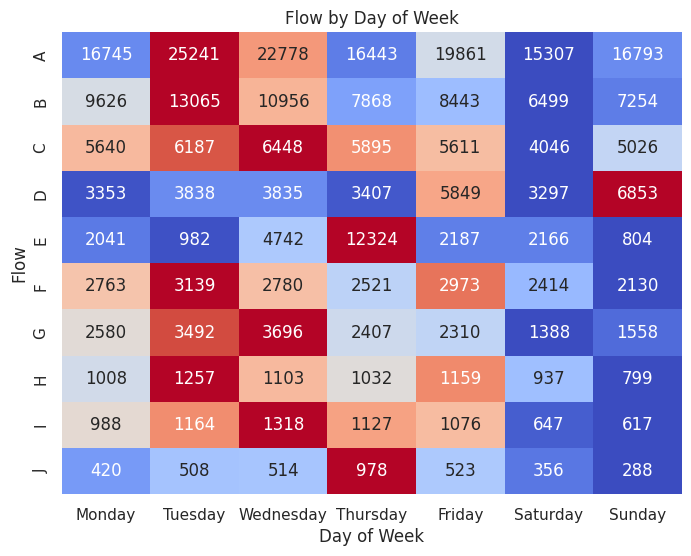 Flow by Day of Week
A 16745 25241 22778 16443 19861 15307 16793
B 9626 13065 10956 7868 8443 6499 7254
C 5640 6187 6448 5895 5611 4046 5026
D 3353 3838 3835 3407 5849 3297 6853
E 2041 982 4742 12324 2187 2166 804
Flow
F 2763 3139 2780 2521 2973 2414 2130
G 2580 3492 3696 2407 2310 1388 1558
H 1008 1257 1103 1032 1159 937 799
I 988 1164 1318 1127 1076 647 617
J 420 508 514 978 523 356 288
Monday Tuesday Wednesday Thursday Friday Saturday Sunday
Day of Week